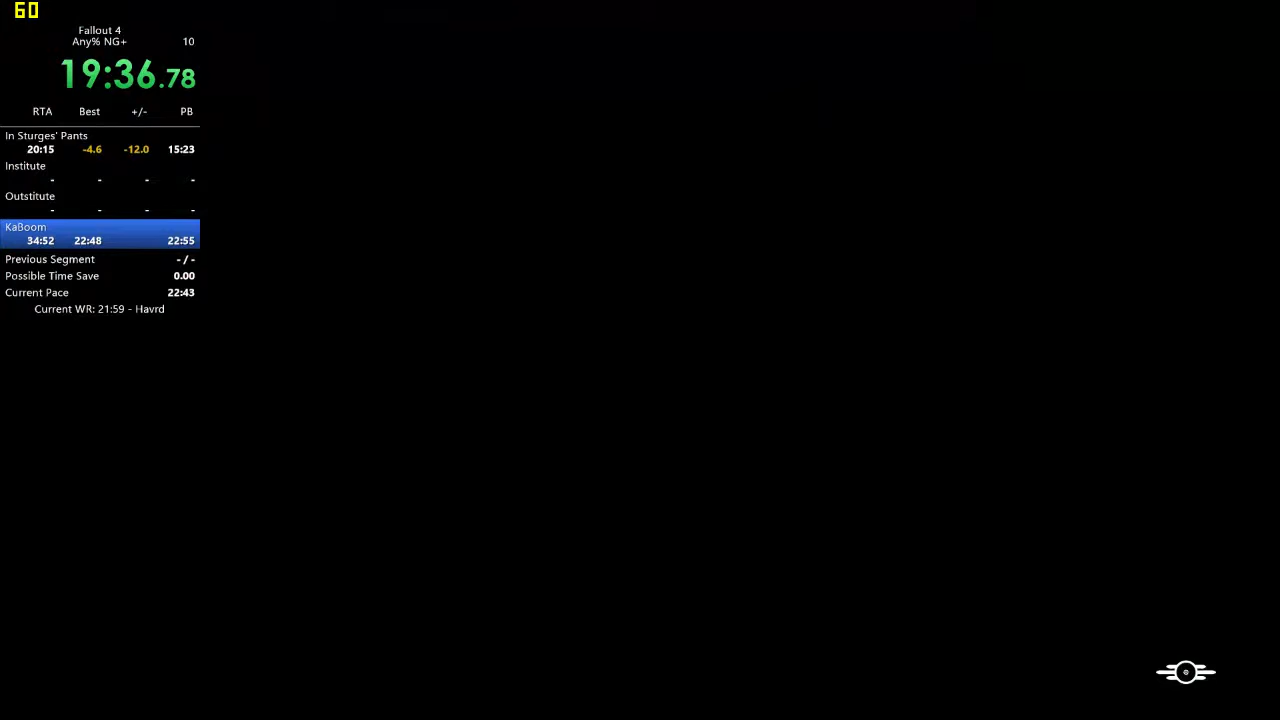 60
Fallout 4
Any% NG+ 10
19:36.78
RTA Best +/- PB
In Sturges' Pants
20:15 -4.6 -12.0 15:23
Institute
- - - -
Outstitute
- - - -
KaBoom
34:52 22:48 22:55
Previous Segment - / -
Possible Time Save 0.00
Current Pace 22:43
Current WR: 21:59 - Havrd